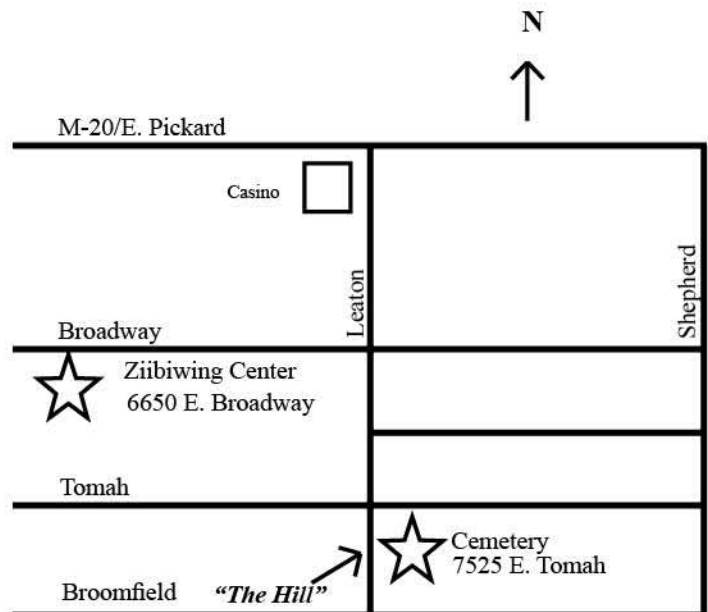 N
M-20/E. Pickard
Casino
Leaton
Shepherd
Broadway
Ziibiwing Center
6650 E. Broadway
Tomah
Cemetery
7525 E. Tomah
Broomfield
“The Hill”